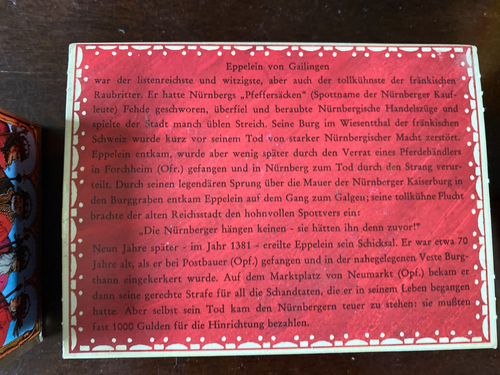 Eppelein von Gailingen
war der listenreichste und witzigste, aber auch der tollkühnste der fränkischen
Raubritter. Er hatte Nürnbergs „Pfeffersäcken“ (Spottname der Nürnberger Kauf-
leute) Fehde geschworen, überfiel und beraubte Nürnbergische Handelszüge und
spielte der Stadt manch üblen Streich. Seine Burg im Wiesenttal der fränkischen
Schweiz wurde kurz vor seinem Tod von starker Nürnbergischer Macht zerstört.
Eppelein entkam, wurde aber wenig später durch den Verrat eines Pferdehändlers
in Forchheim (Ofr.) gefangen und in Nürnberg zum Tod durch den Strang verur-
teilt. Durch seinen legendären Sprung über die Mauer der Nürnberger Kaiserburg in
den Burggraben entkam Eppelein auf dem Gang zum Galgen; seine tollkühne Flucht
brachte der alten Reichsstadt den hohnvollen Spottvers ein:
„Die Nürnberger hängen keinen - sie hätten ihn denn zuvor!“
Neun Jahre später - im Jahr 1381 - ereilte Eppelein sein Schicksal. Er war etwa 70
Jahre alt, als er bei Postbauer (Opf.) gefangen und in der nahegelegenen Veste Burg-
thann eingekerkert wurde. Auf dem Marktplatz von Neumarkt (Opf.) bekam er
dann seine gerechte Strafe für all die Schandtaten, die er in seinem Leben begangen
hatte. Aber selbst sein Tod kam den Nürnbergern teuer zu stehen: sie mußten
fast 1000 Gulden für die Hinrichtung bezahlen.